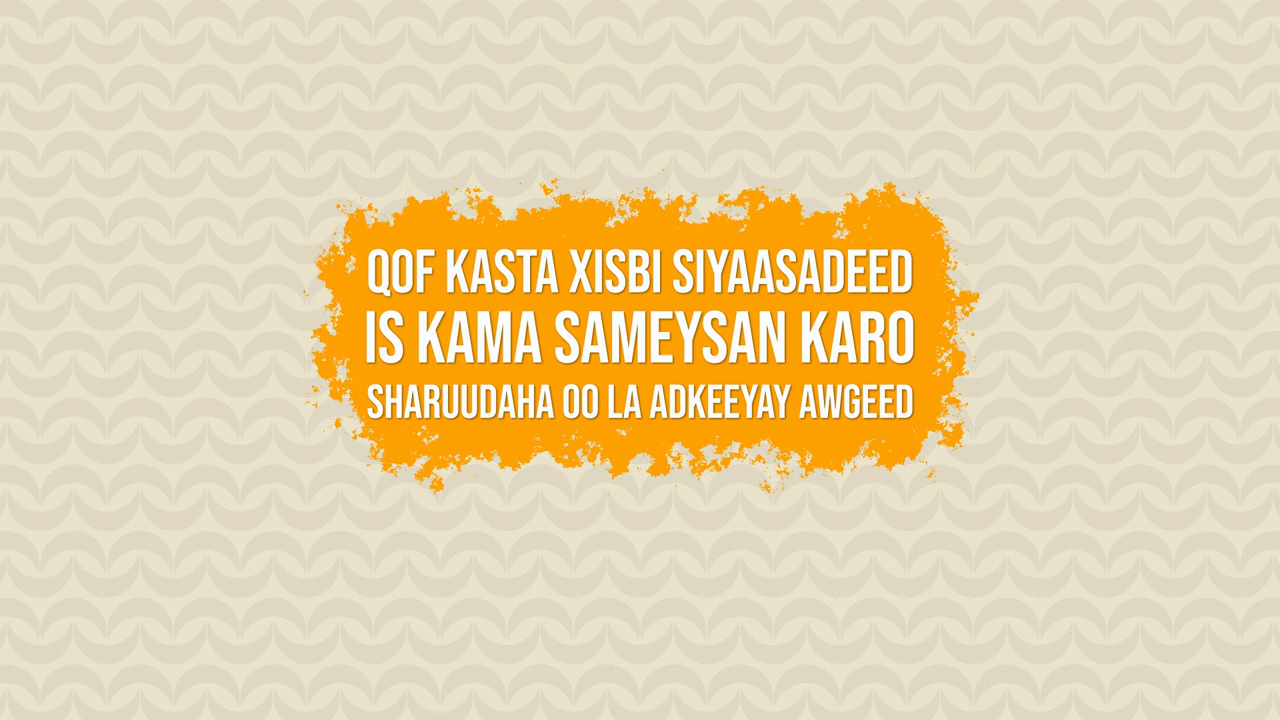 QOF KASTA XISBI SIYAASADEED
IS KAMA SAMEYSAN KARO
SHARUUDAHA OO LA ADKEEYAY AWGEED